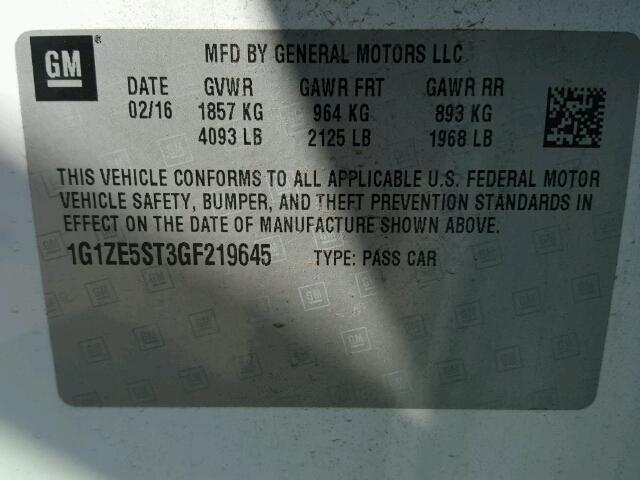 GM
®
MFD BY GENERAL MOTORS LLC
DATE GVWR GAWR FRT GAWR RR
02/16 1857 KG 964 KG 893 KG
4093 LB 2125 LB 1968 LB
THIS VEHICLE CONFORMS TO ALL APPLICABLE U.S. FEDERAL MOTOR
VEHICLE SAFETY, BUMPER, AND THEFT PREVENTION STANDARDS IN
EFFECT ON THE DATE OF MANUFACTURE SHOWN ABOVE.
1G1ZE5ST3GF219645 TYPE: PASS CAR